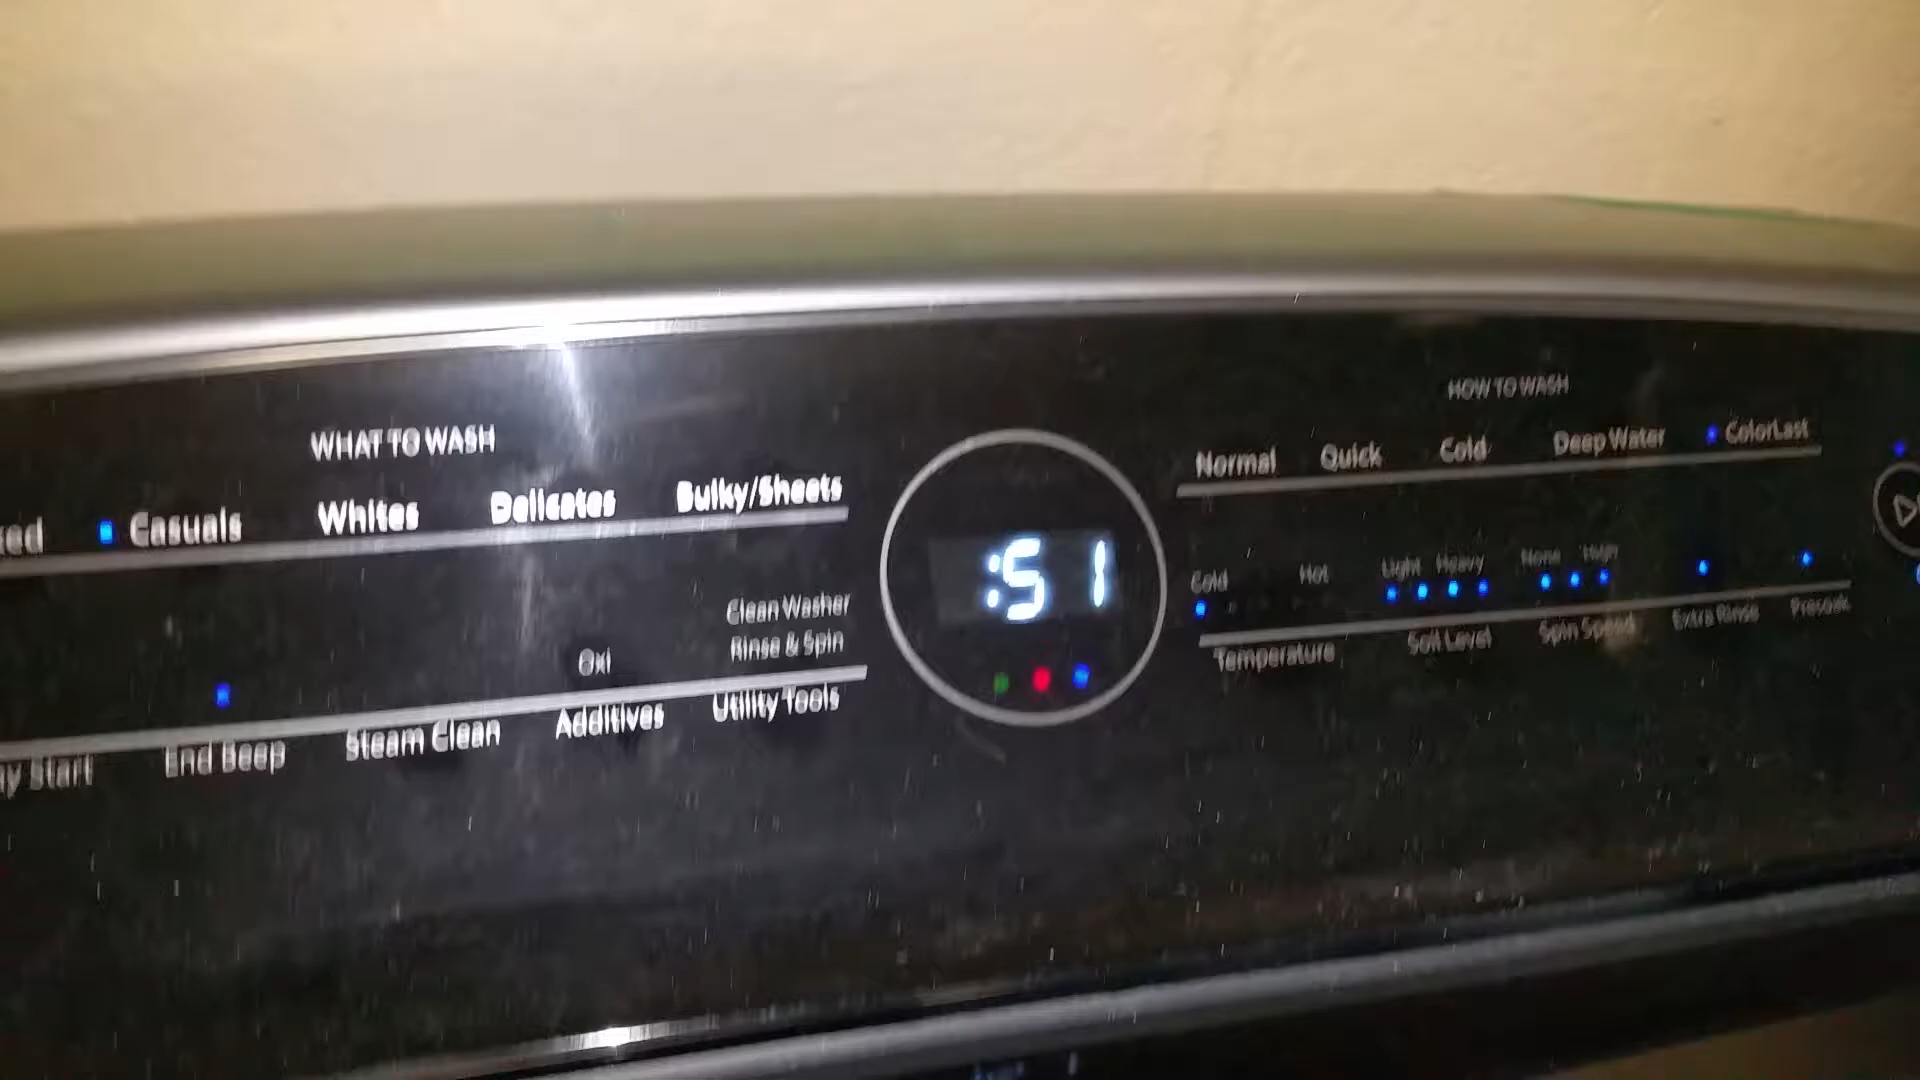 WHAT TO WASH
Casuals Whites Delicates Bulky/Sheets
Clean Washer
Oxi Rinse & Spin
Start End Beep Steam Clean Additives Utility Tools
:51
HOW TO WASH
Normal Quick Cold Deep Water ColorLast
Cold Hot Light Heavy None High
Temperature Soil Level Spin Speed Extra Rinse Presoak